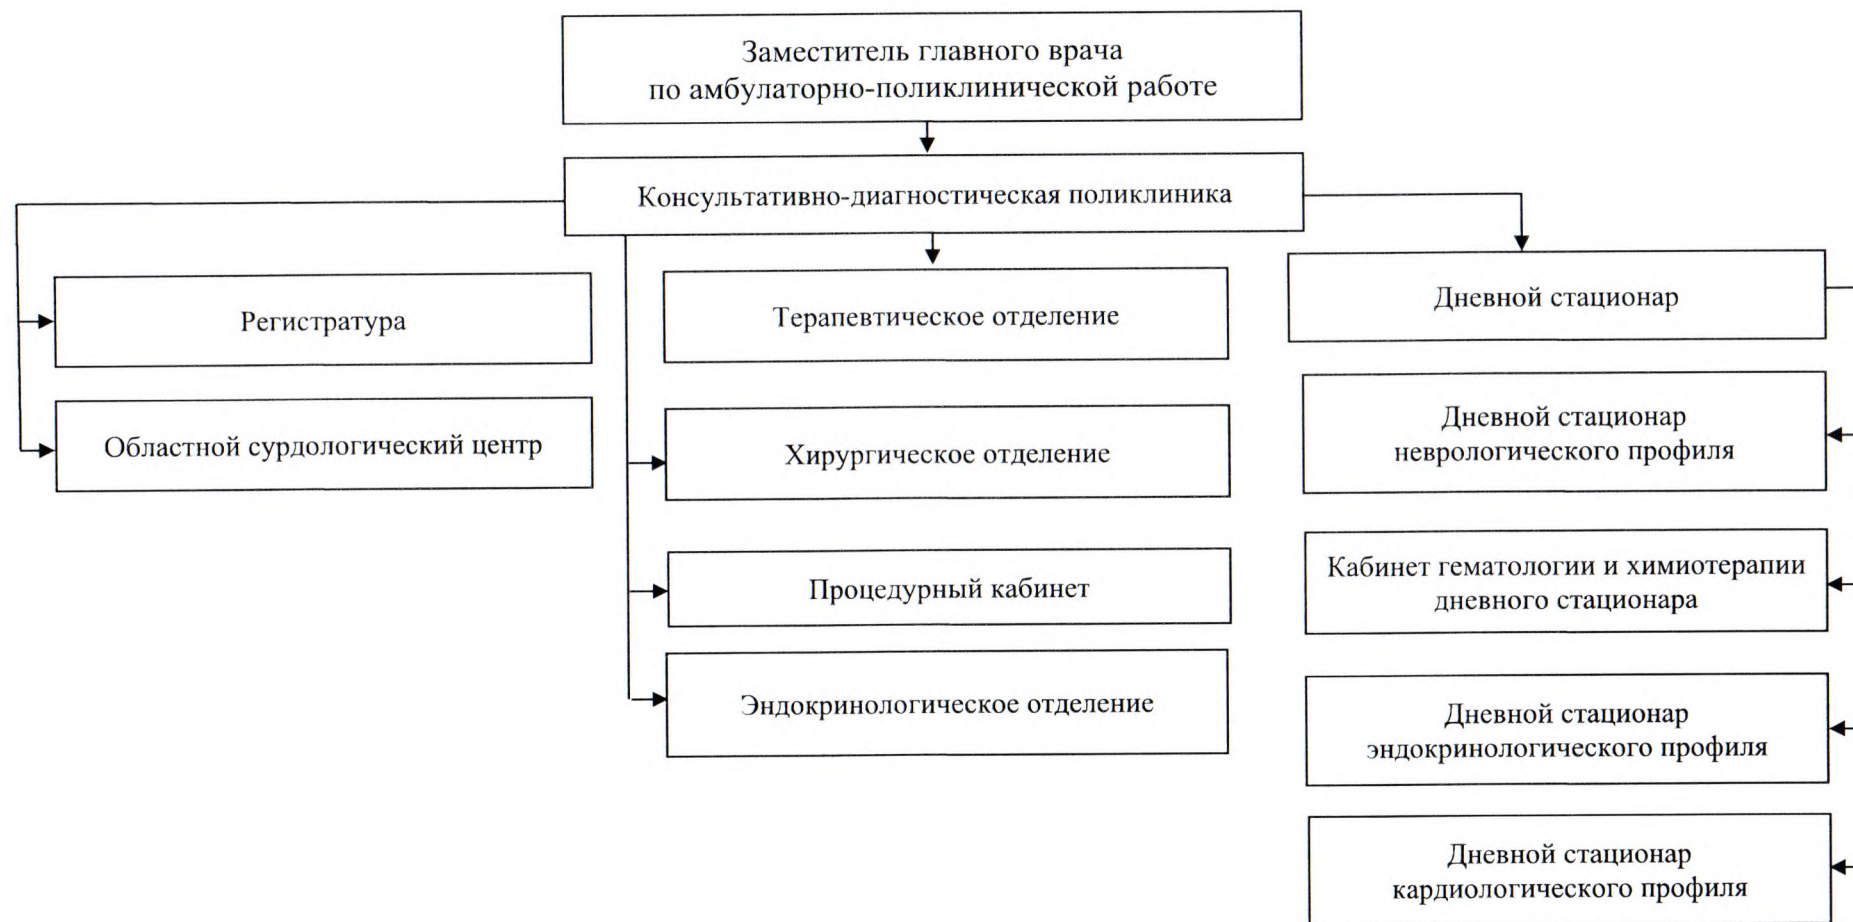 Заместитель главного врача
по амбулаторно-поликлинической работе
Консультативно-диагностическая поликлиника
Регистратура
Областной сурдологический центр
Терапевтическое отделение
Хирургическое отделение
Процедурный кабинет
Эндокринологическое отделение
Дневной стационар
Дневной стационар
неврологического профиля
Кабинет гематологии и химиотерапии
дневного стационара
Дневной стационар
эндокринологического профиля
Дневной стационар
кардиологического профиля